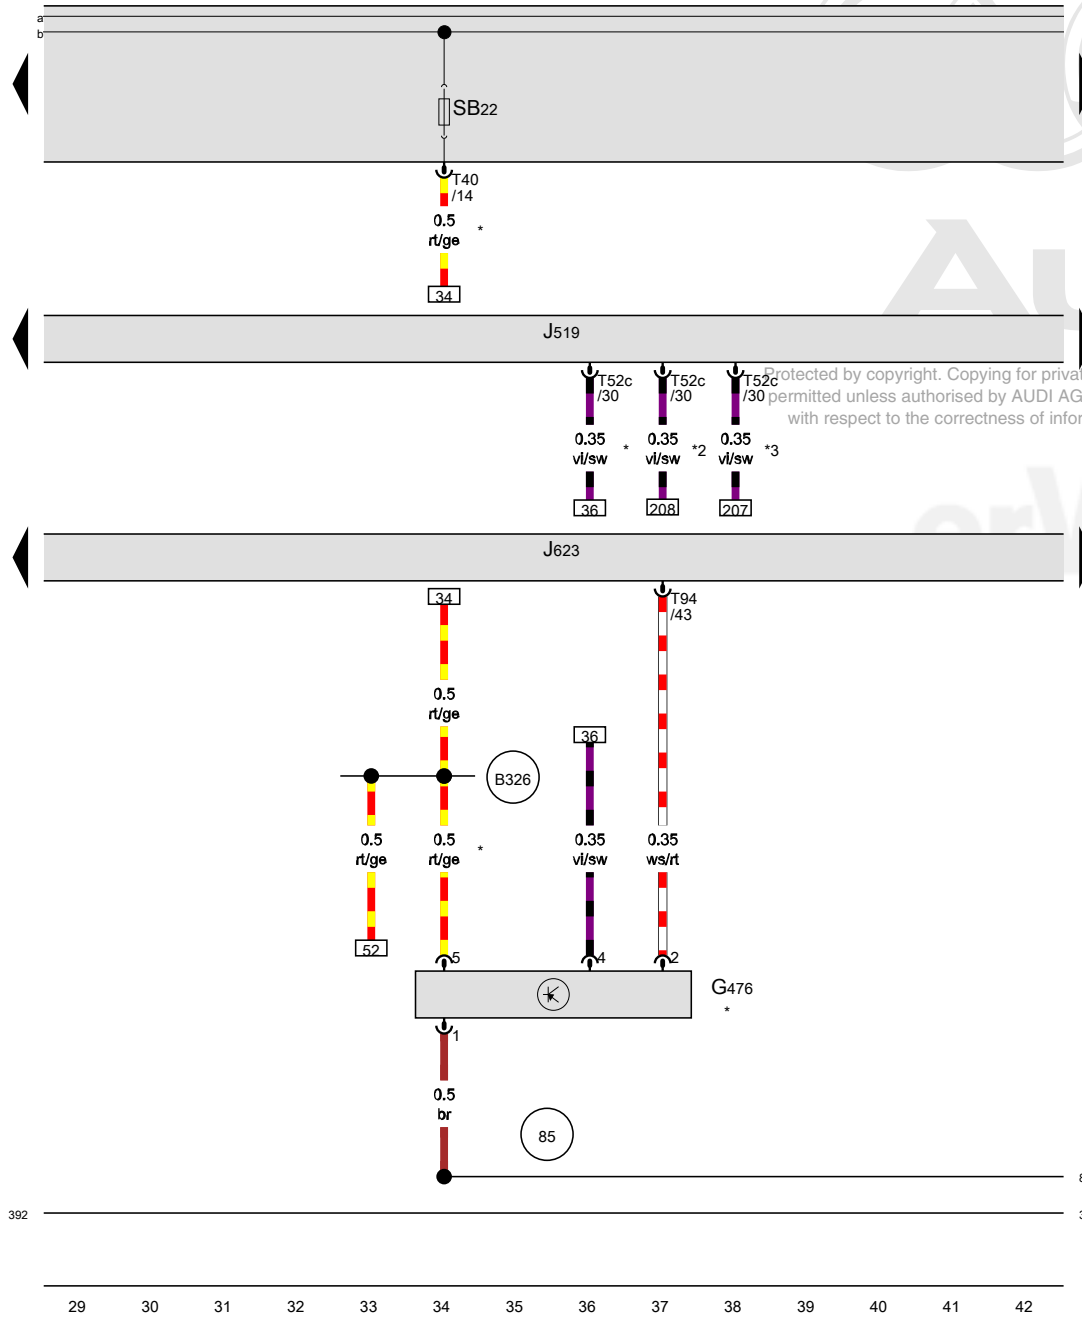 a
b
SB22
T40
/14
0.5
rt/ge
*
34
Au
J519
T52c
/30
T52c
/30
T52c
/30
Protected by copyright. Copying for privat
permitted unless authorised by AUDI AG
with respect to the correctness of infor
0.35
vi/sw
*
0.35
vi/sw
*2
0.35
vi/sw
*3
36
208
207
J623
34
T94
/43
0.5
rt/ge
36
B326
0.5
rt/ge
0.5
rt/ge
*
0.35
vi/sw
0.35
ws/rt
52
5
4
2
G476
*
1
0.5
br
85
392
29 30 31 32 33 34 35 36 37 38 39 40 41 42